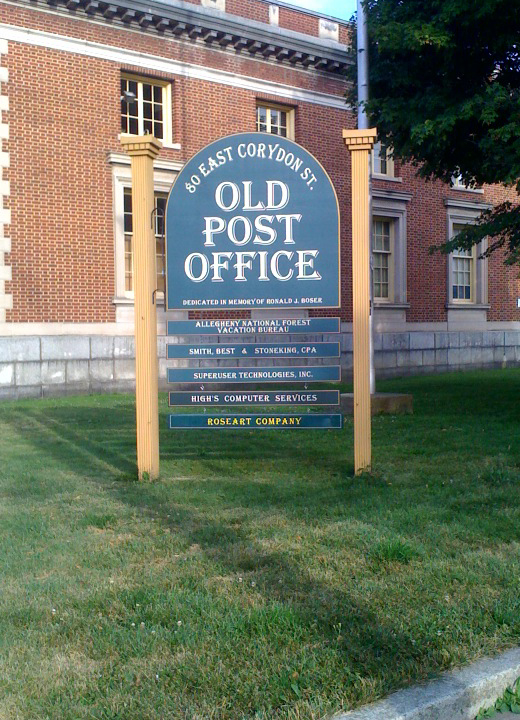 80 EAST CORYDON ST.
OLD
POST
OFFICE
DEDICATED IN MEMORY OF RONALD J. BOSER
ALLEGHENY NATIONAL FOREST
VACATION BUREAU
SMITH, BEST & STONEKING, CPA
SUPERUSER TECHNOLOGIES, INC.
HIGH'S COMPUTER SERVICES
ROSEART COMPANY